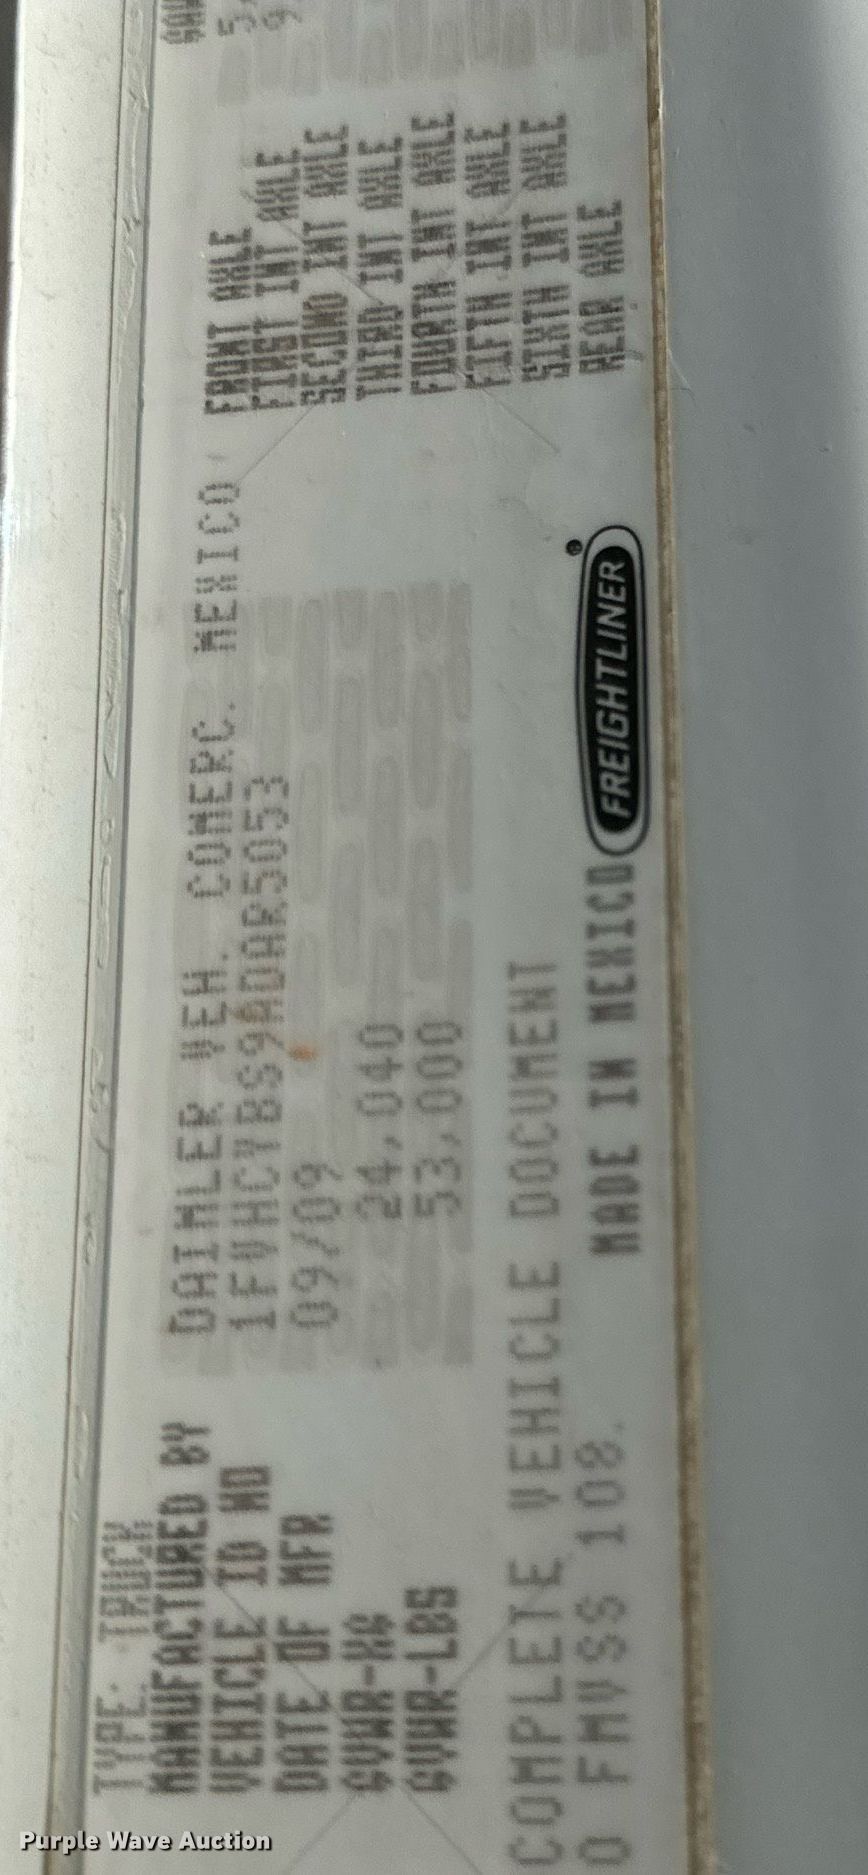 TYPE: TRUCK
MANUFACTURED BY DAIMLER VEH. COMERC. MEXICO
VEHICLE ID NO 1FVHCYBS9ADAR5053
DATE OF MFR 09/09
GVWR-KG 24,040
GVWR-LBS 53,000
COMPLETE VEHICLE DOCUMENT
O FMVSS 108.
MADE IN MEXICO
FREIGHTLINER
FRONT AXLE
FIRST INT AXLE
SECOND INT AXLE
THIRD INT AXLE
FOURTH INT AXLE
FIFTH INT AXLE
SIXTH INT AXLE
REAR AXLE
Purple Wave Auction